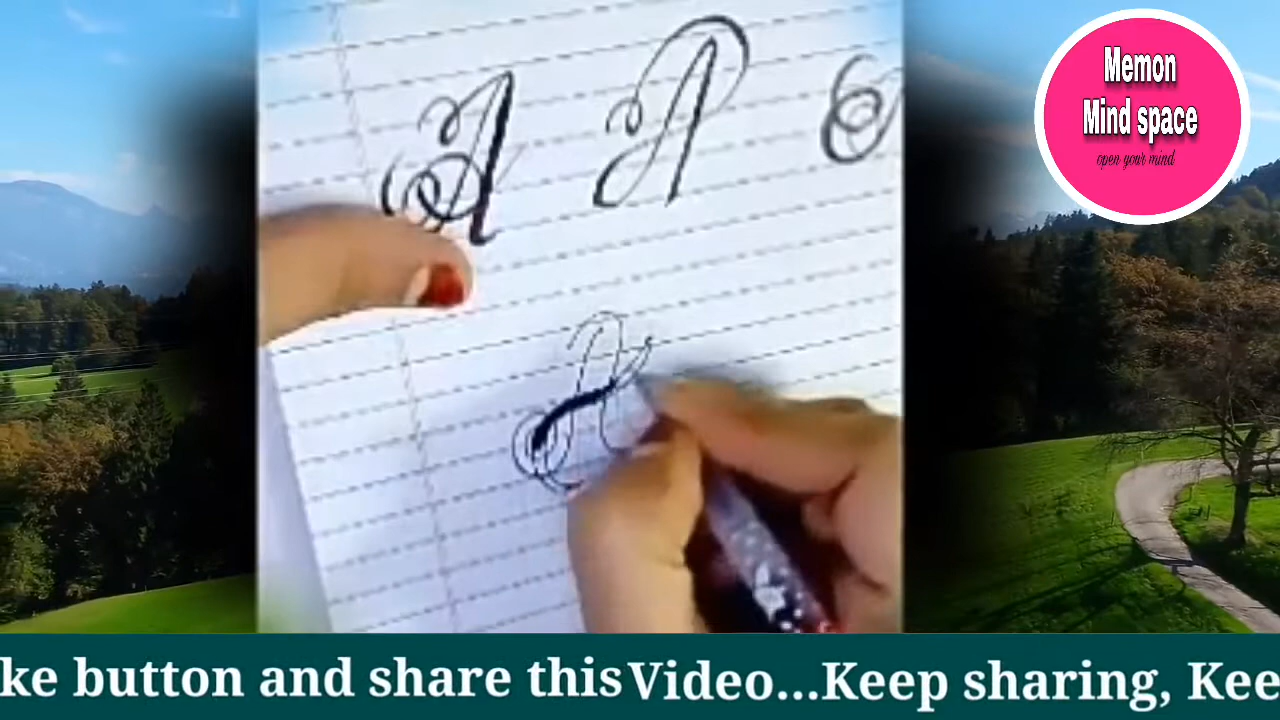 A A
Memon
Mind space
open your mind
ke button and share this Video...Keep sharing, Kee